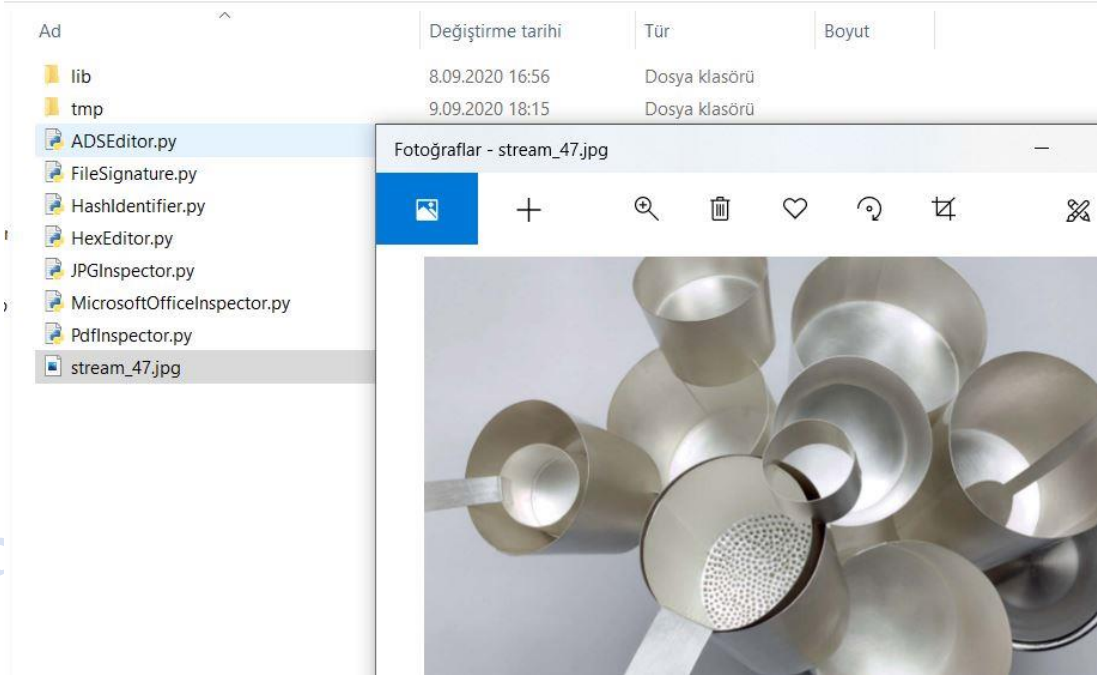 Ad Değiştirme tarihi Tür Boyut
lib 8.09.2020 16:56 Dosya klasörü
tmp 9.09.2020 18:15 Dosya klasörü
ADSEditor.py
Fotoğraflar - stream_47.jpg
FileSignature.py
HashIdentifier.py
HexEditor.py
JPGInspector.py
MicrosoftOfficeInspector.py
PdfInspector.py
stream_47.jpg